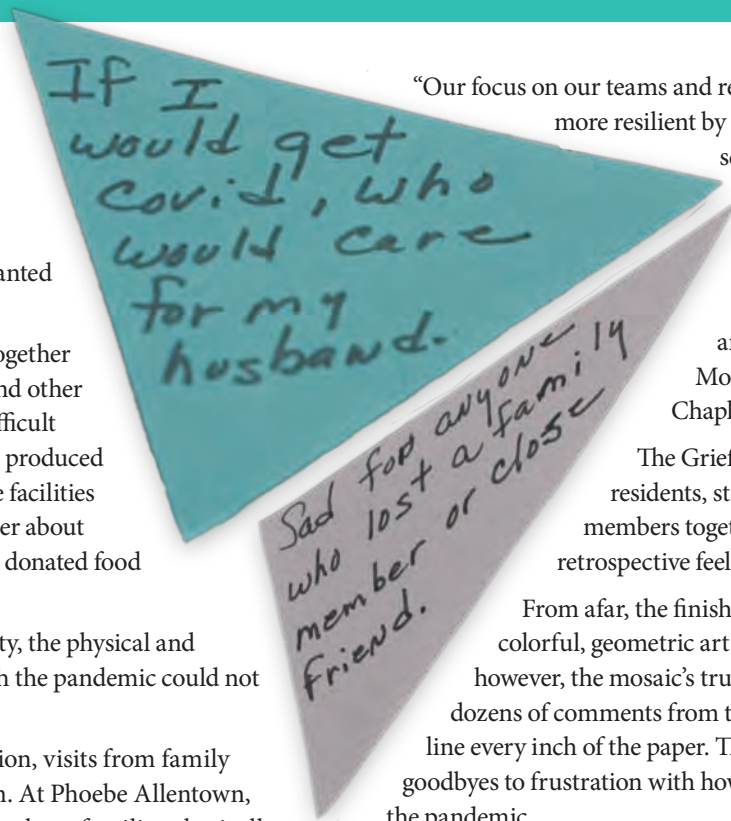 If I
would get
covid, who
would care
for my
husband.
Sad for anyone
who lost a family
member or close
friend.
ogether
nd other
fficult
produced
facilities
er about
donated food
ty, the physical and
h the pandemic could not
ion, visits from family
At Phoebe Allentown,
“Our focus on our teams and re
more resilient by
Mo
Chapl
The Grief
residents, st
members together
retrospective feel
From afar, the finish
colorful, geometric art
however, the mosaic’s tru
dozens of comments from t
line every inch of the paper. T
goodbyes to frustration with how
the pandemic